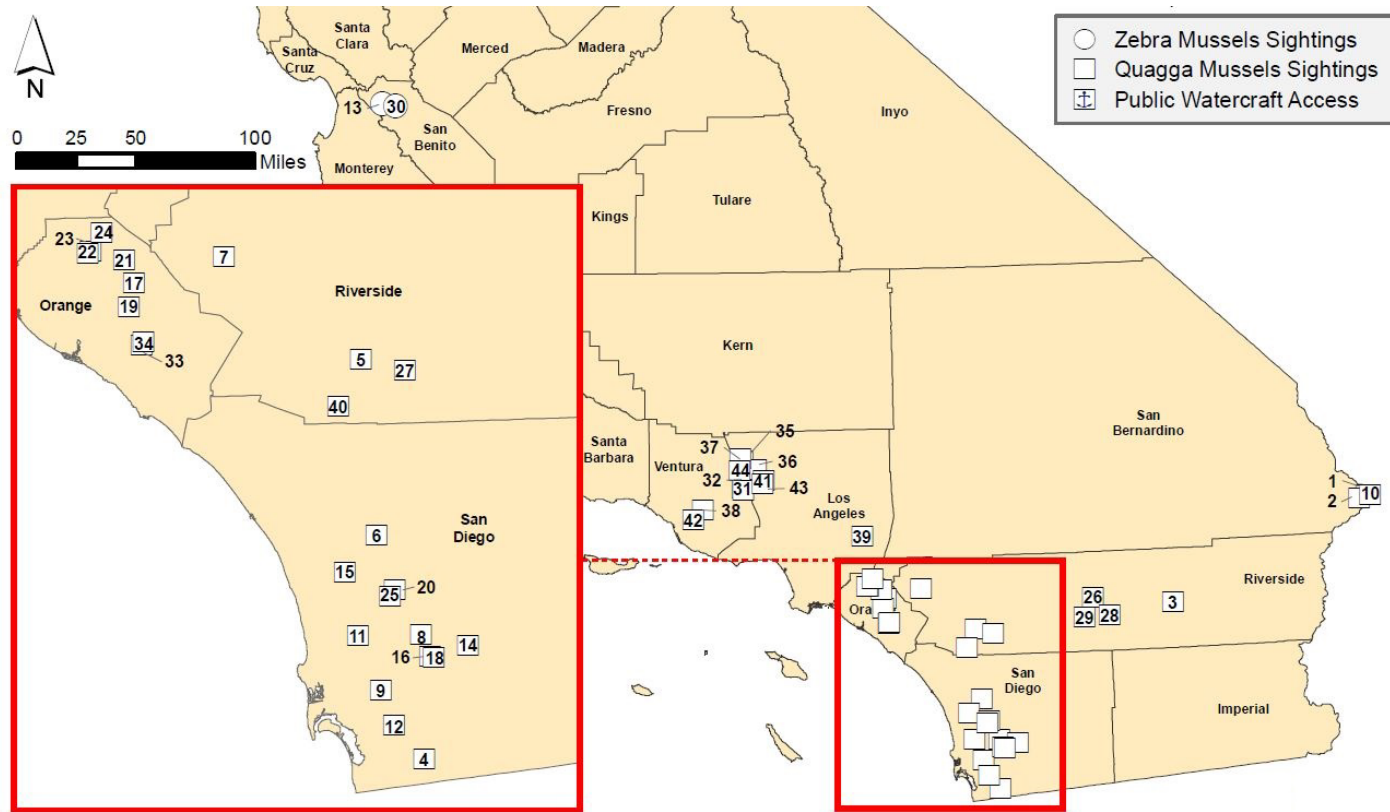 Santa
Clara
Santa
Cruz
Merced
Madera
Inyo
Fresno
San
Benito
Monterey
Kings
Tulare
Kern
San
Bernardino
Santa
Barbara
Ventura
Los
Angeles
Riverside
Ora
San
Diego
Imperial
N
0 25 50 100
Miles
Zebra Mussels Sightings
Quagga Mussels Sightings
Public Watercraft Access
13 30
37 35
44 36
32 41
31 43
38
42
39
1
10
2
26
3
29 28
24
23
22
21
7
17
Orange
Riverside
19
34
33
5
27
40
San
Diego
6
15
20
25
11
8
14
16 18
9
12
4